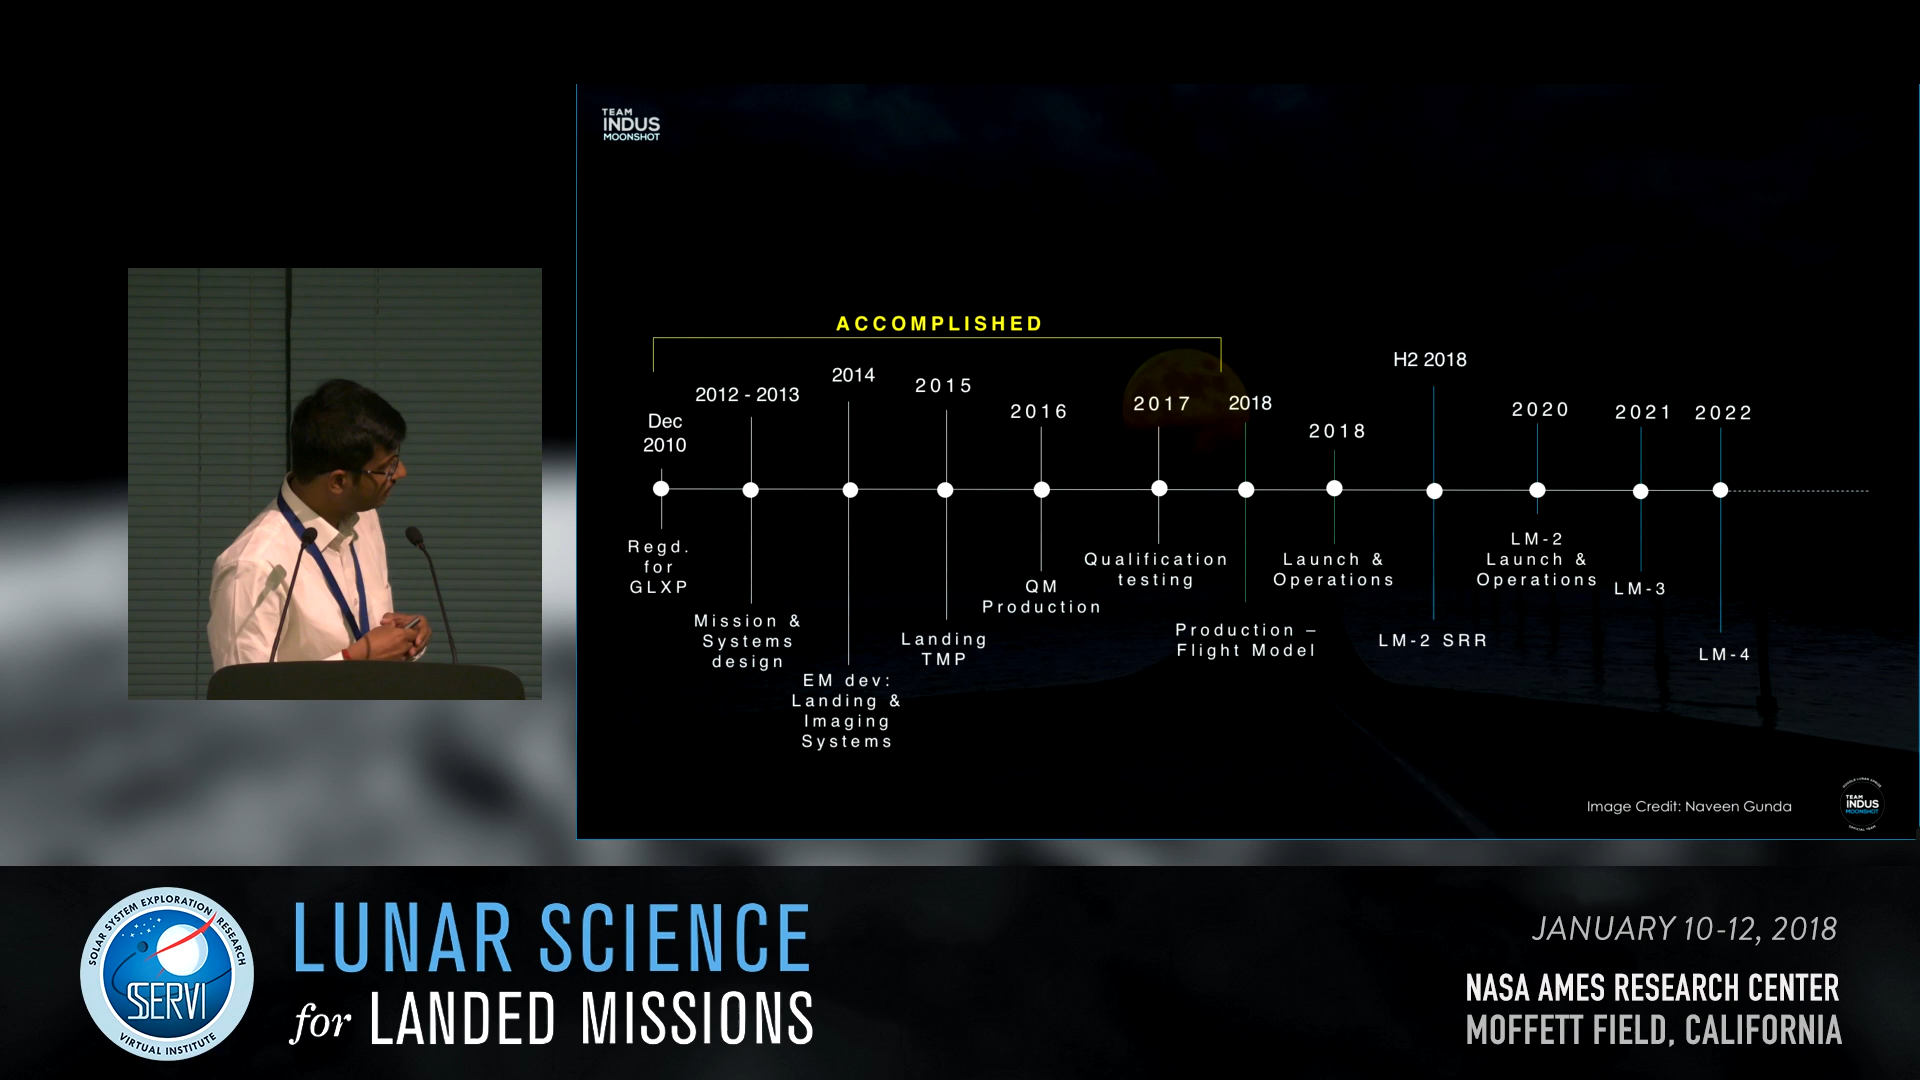 TEAM
INDUS
MOONSHOT
ACCOMPLISHED
Dec
2010
2012 - 2013
2014
2015
2016
2017
2018
2018
H2 2018
2020
2021
2022
Regd.
for
GLXP
Mission &
Systems
design
EM dev:
Landing &
Imaging
Systems
Landing
TMP
QM
Production
Qualification
testing
Production –
Flight Model
Launch &
Operations
LM-2 SRR
LM-2
Launch &
Operations
LM-3
LM-4
Image Credit: Naveen Gunda
TEAM
INDUS
MOONSHOT
SOLAR SYSTEM EXPLORATION RESEARCH
SSERVI
VIRTUAL INSTITUTE
LUNAR SCIENCE
for LANDED MISSIONS
JANUARY 10-12, 2018
NASA AMES RESEARCH CENTER
MOFFETT FIELD, CALIFORNIA